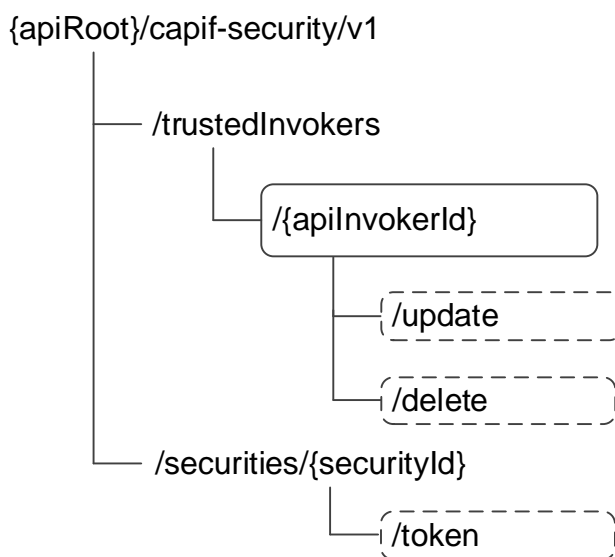 {apiRoot}/capif-security/v1
/trustedInvokers
/{apiInvokerId}
/update
/delete
/securities/{securityId}
/token